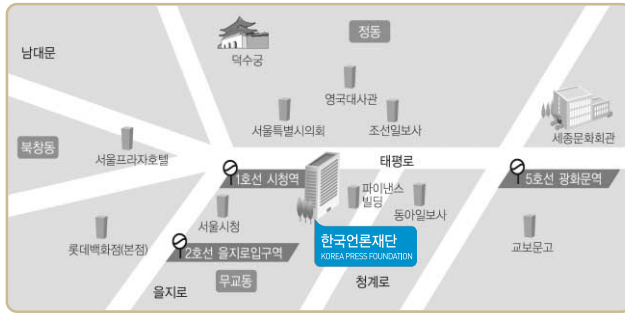 남대문
정동
덕수궁
영국대사관
서울특별시의회
조선일보사
세종문화회관
북창동
서울프라자호텔
태평로
1호선 시청역
5호선 광화문역
파이낸스
빌딩
동아일보사
서울시청
한국언론재단
KOREA PRESS FOUNDATION
롯데백화점(본점)
2호선 을지로입구역
교보문고
무교동
청계로
을지로